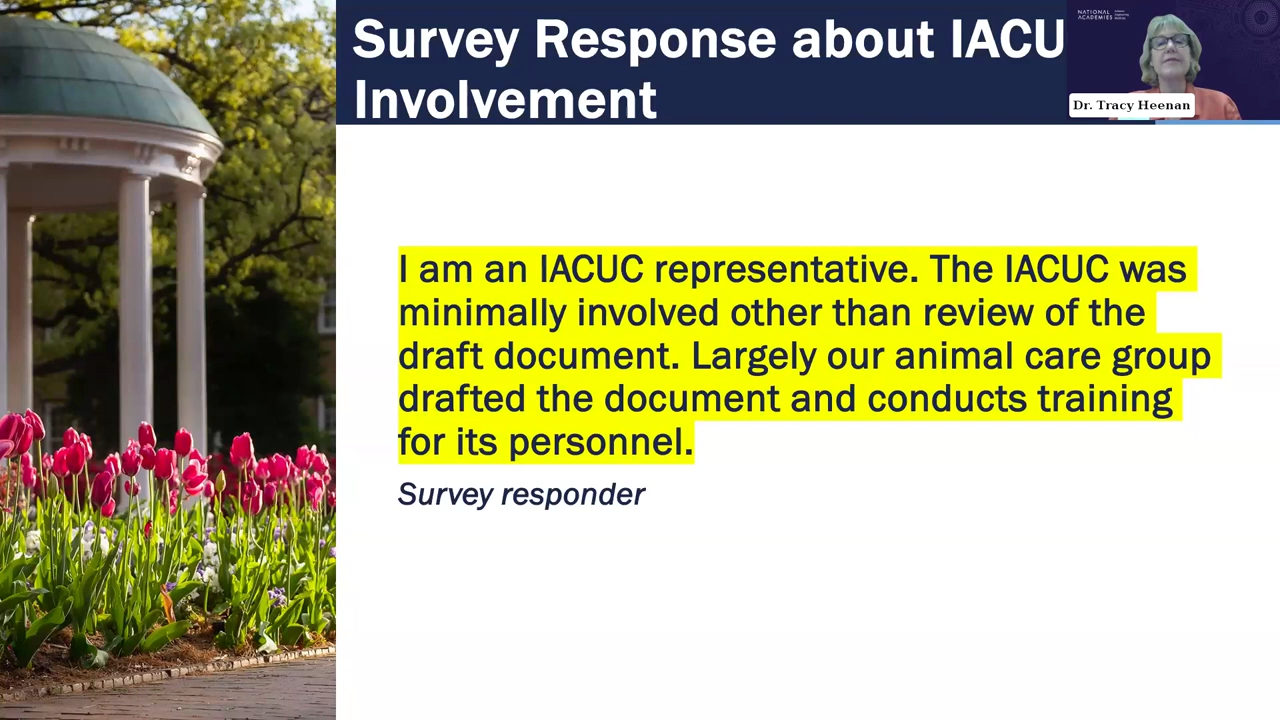 Survey Response about IACU
Involvement
NATIONAL
ACADEMIES
Dr. Tracy Heenan
I am an IACUC representative. The IACUC was
minimally involved other than review of the
draft document. Largely our animal care group
drafted the document and conducts training
for its personnel.
Survey responder